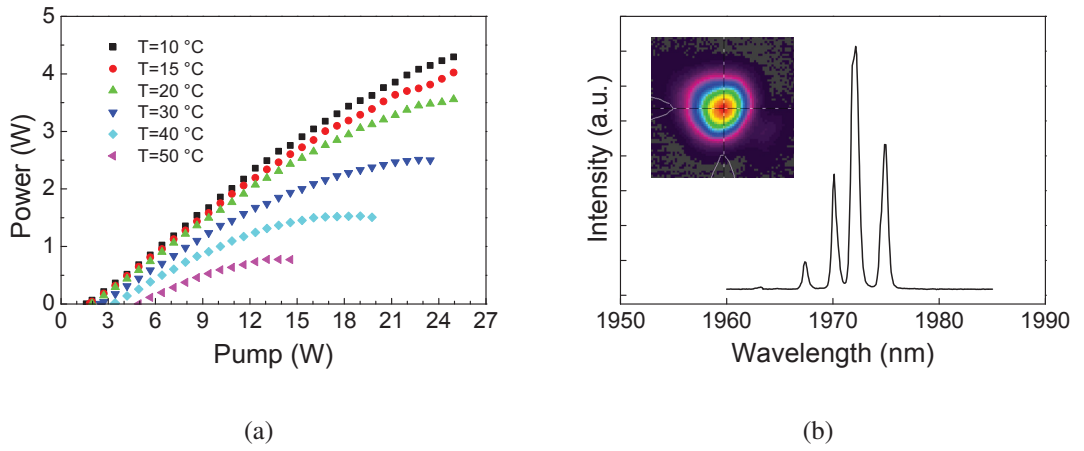 5
4
3
2
1
0
Power (W)
T=10 °C
T=15 °C
T=20 °C
T=30 °C
T=40 °C
T=50 °C
0 3 6 9 12 15 18 21 24 27
Pump (W)
(a)
Intensity (a.u.)
1950 1960 1970 1980 1990
Wavelength (nm)
(b)